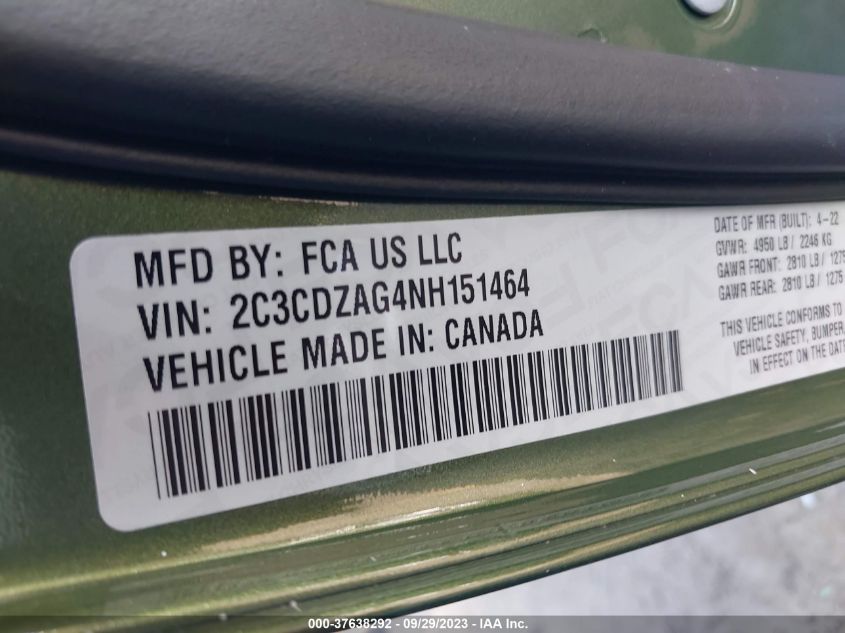 MFD BY: FCA US LLC
VIN: 2C3CDZAG4NH151464
VEHICLE MADE IN: CANADA
DATE OF MFR (BUILT): 4-22
GVWR: 4950 LB / 2246 KG
GAWR FRONT: 2810 LB / 1275
GAWR REAR: 2810 LB / 1275
THIS VEHICLE CONFORMS TO
VEHICLE SAFETY, BUMPER,
IN EFFECT ON THE DATE
000-37638292 - 09/29/2023 - IAA Inc.